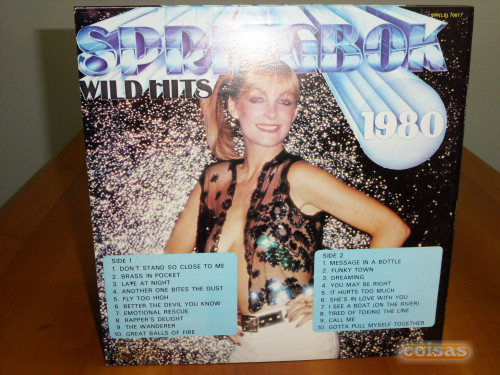 SPRINGBOK
WILD HITS
1980
SIDE 1
1. DON'T STAND SO CLOSE TO ME
2. BRASS IN POCKET
3. LATE AT NIGHT
4. ANOTHER ONE BITES THE DUST
5. FLY TOO HIGH
6. BETTER THE DEVIL YOU KNOW
7. EMOTIONAL RESCUE
8. RAPPER'S DELIGHT
9. THE WANDERER
10. GREAT BALLS OF FIRE
SIDE 2
1. MESSAGE IN A BOTTLE
2. FUNKY TOWN
3. DREAMING
4. YOU MAY BE RIGHT
5. IT HURTS TOO MUCH
6. SHE'S IN LOVE WITH YOU
7. I SEE A BOAT (ON THE RIVER)
8. TIRED OF TOEING THE LINE
9. CALL ME
10. GOTTA PULL MYSELF TOGETHER
coisas